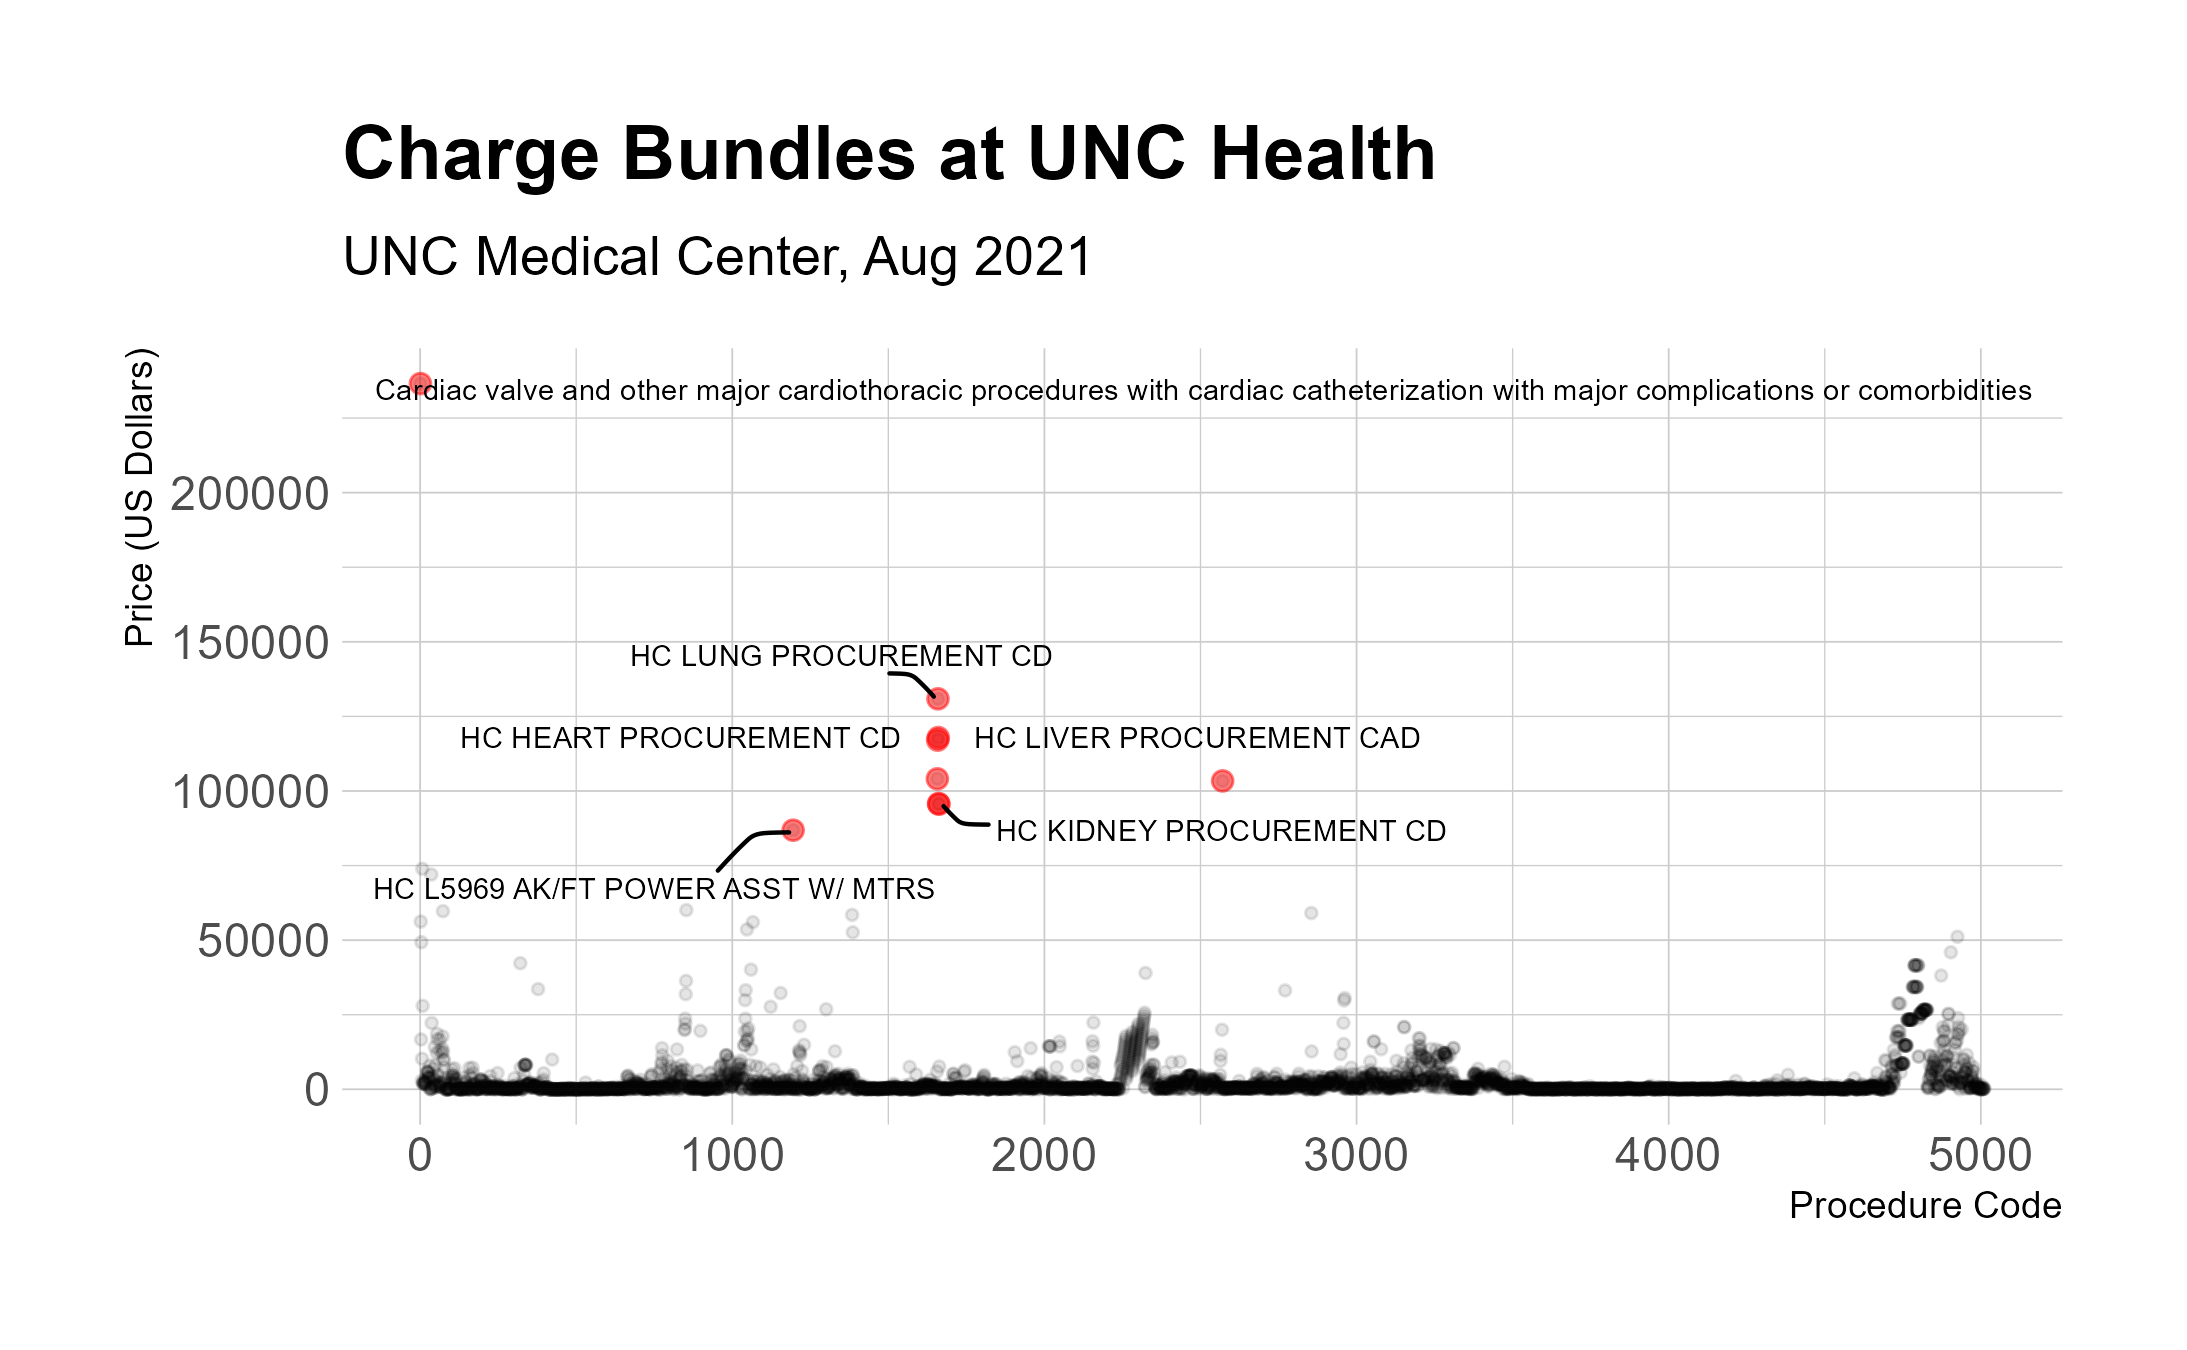 Charge Bundles at UNC Health
UNC Medical Center, Aug 2021
Price (US Dollars)
Cardiac valve and other major cardiothoracic procedures with cardiac catheterization with major complications or comorbidities
200000
150000
HC LUNG PROCUREMENT CD
HC HEART PROCUREMENT CD
HC LIVER PROCUREMENT CAD
100000
HC KIDNEY PROCUREMENT CD
HC L5969 AK/FT POWER ASST W/ MTRS
50000
0
0 1000 2000 3000 4000 5000
Procedure Code